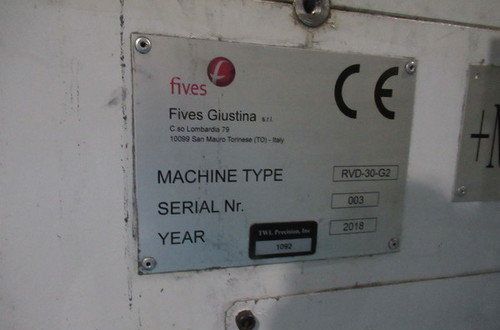 fives
CE
Fives Giustina s.r.l.
C.so Lombardia 79
10099 San Mauro Torinese (TO) - Italy
MACHINE TYPE RVD-30-G2
SERIAL Nr. 003
YEAR 2018
TWL Precision, Inc
1092